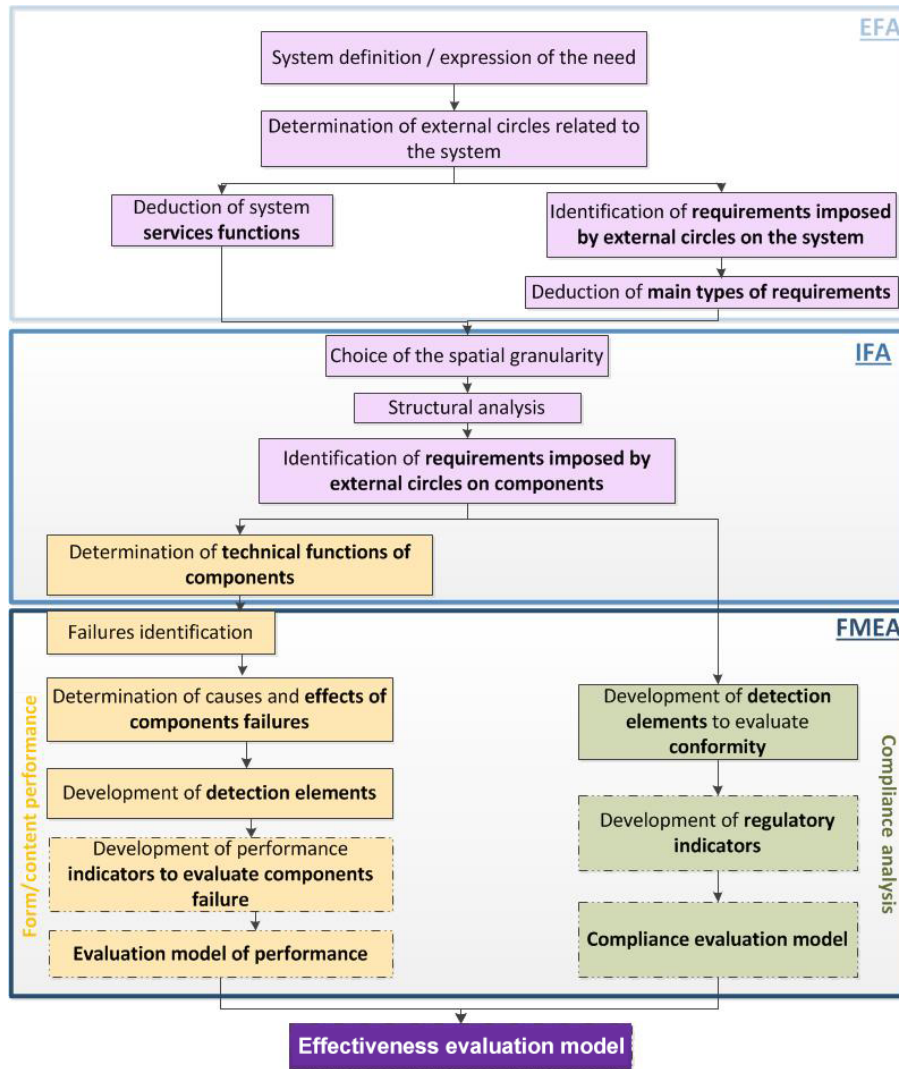 EFA
System definition / expression of the need
Determination of external circles related to
the system
Deduction of system
services functions
Identification of requirements imposed
by external circles on the system
Deduction of main types of requirements
IFA
Choice of the spatial granularity
Structural analysis
Identification of requirements imposed by
external circles on components
Determination of technical functions of
components
FMEA
Form/content performance
Failures identification
Determination of causes and effects of
components failures
Development of detection elements
Development of performance
indicators to evaluate components
failure
Evaluation model of performance
Development of detection
elements to evaluate
conformity
Development of regulatory
indicators
Compliance evaluation model
Compliance analysis
Effectiveness evaluation model